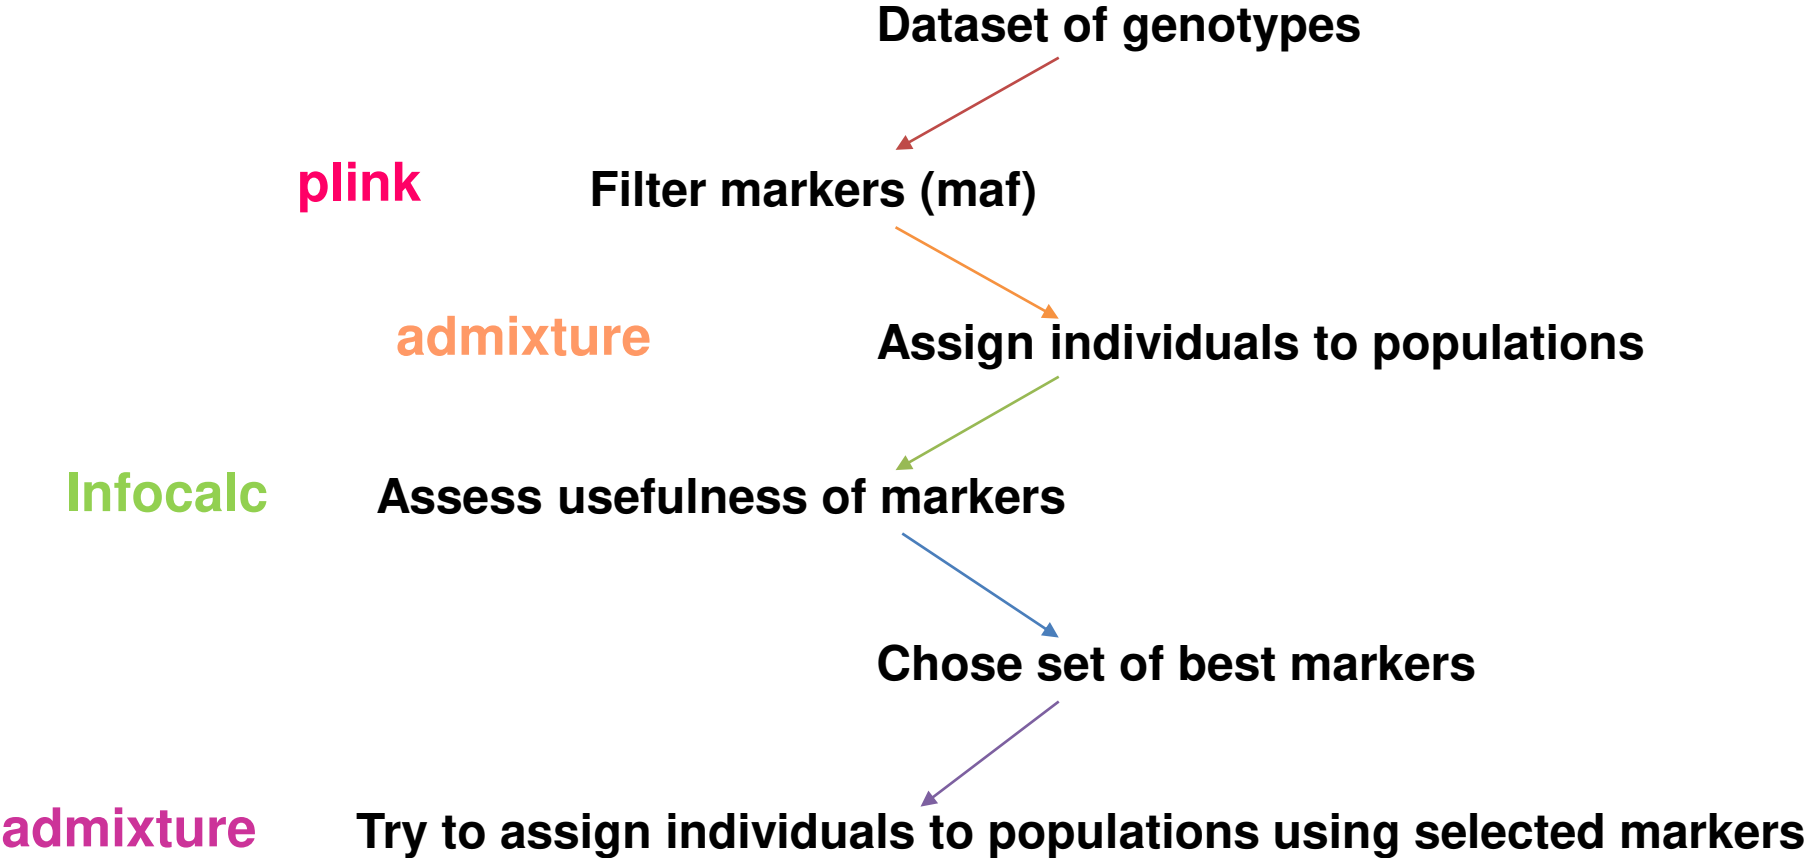 Dataset of genotypes
plink
Filter markers (maf)
admixture
Assign individuals to populations
Infocalc
Assess usefulness of markers
Chose set of best markers
admixture
Try to assign individuals to populations using selected markers